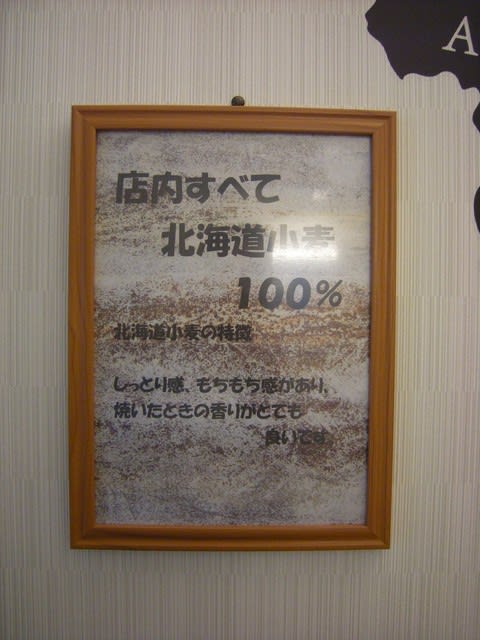 店内すべて
北海道小麦
100%
北海道小麦の特徴
しっとり感、もちもち感があり、
焼いたときの香りがとても
良いです。
A